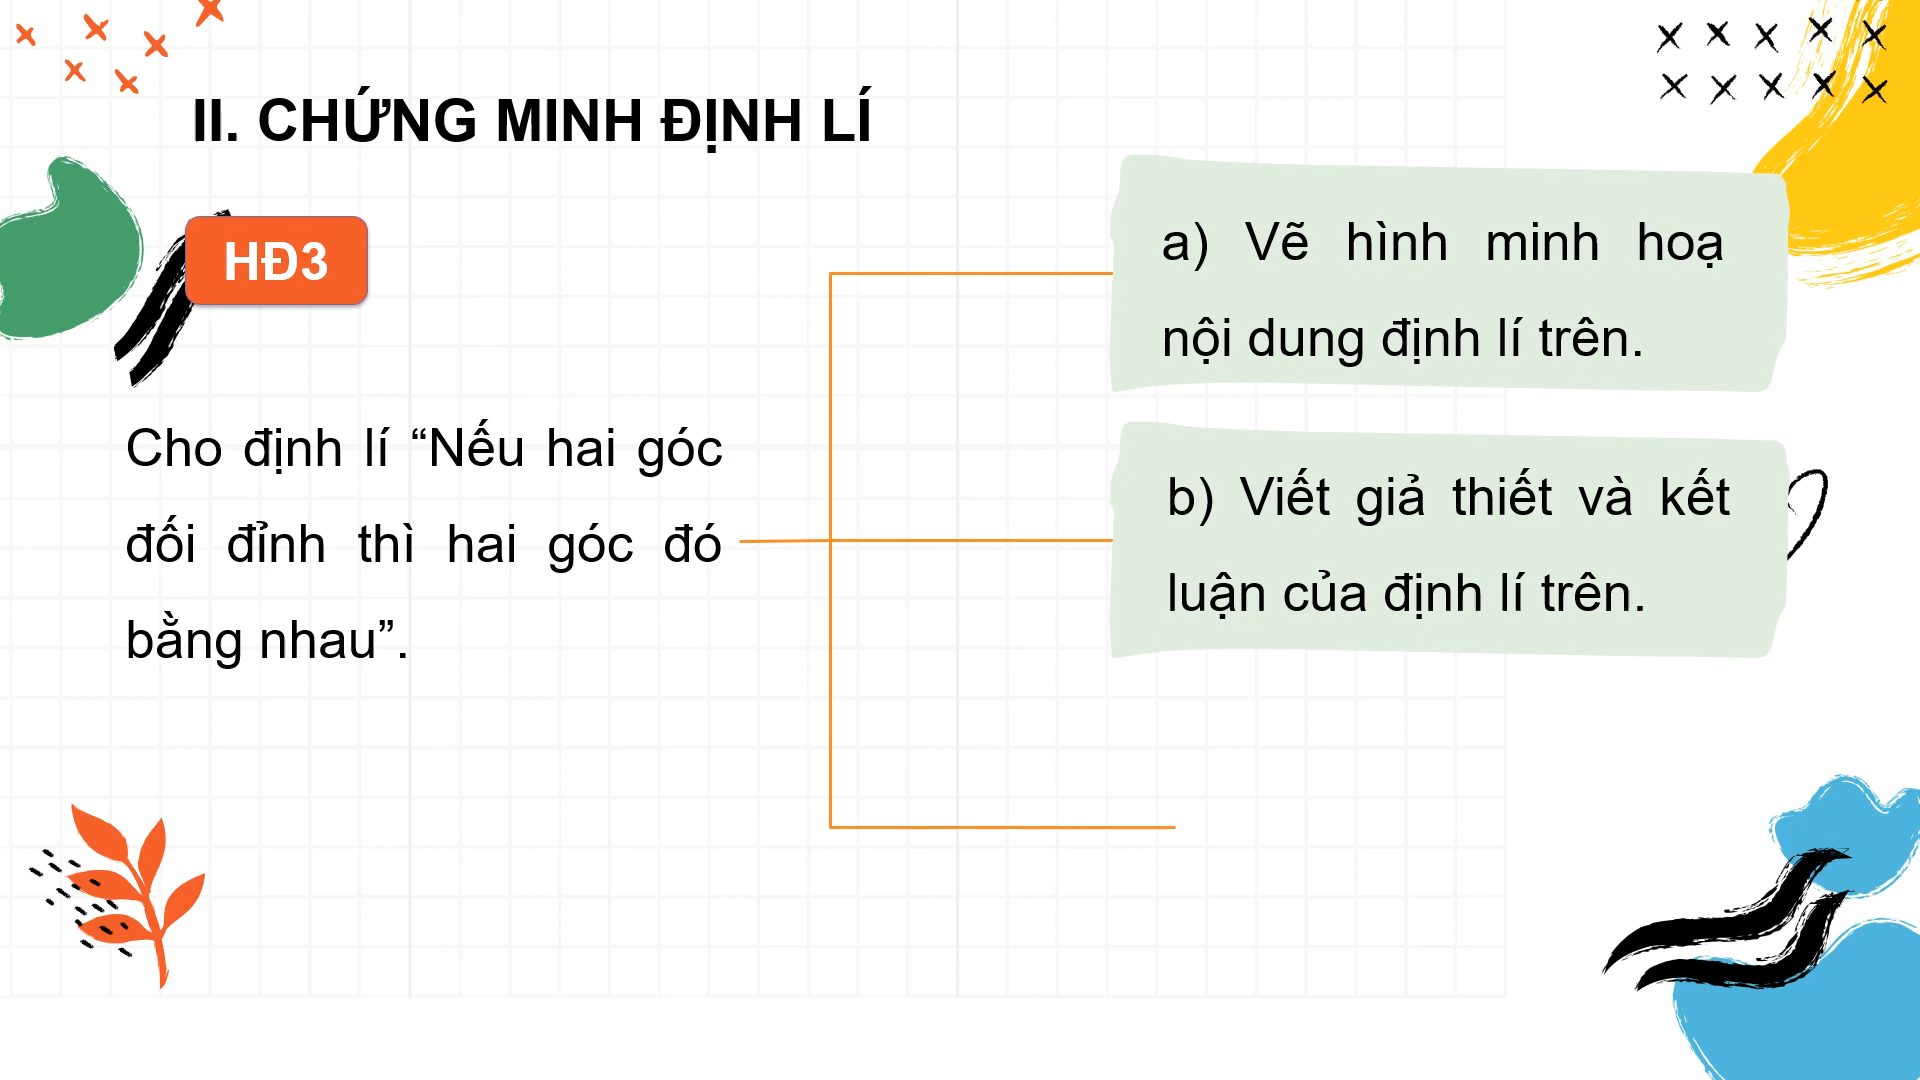 II. CHỨNG MINH ĐỊNH LÍ
HĐ3
Cho định lí “Nếu hai góc
đối đỉnh thì hai góc đó
bằng nhau”.
a) Vẽ hình minh hoạ
nội dung định lí trên.
b) Viết giả thiết và kết
luận của định lí trên.